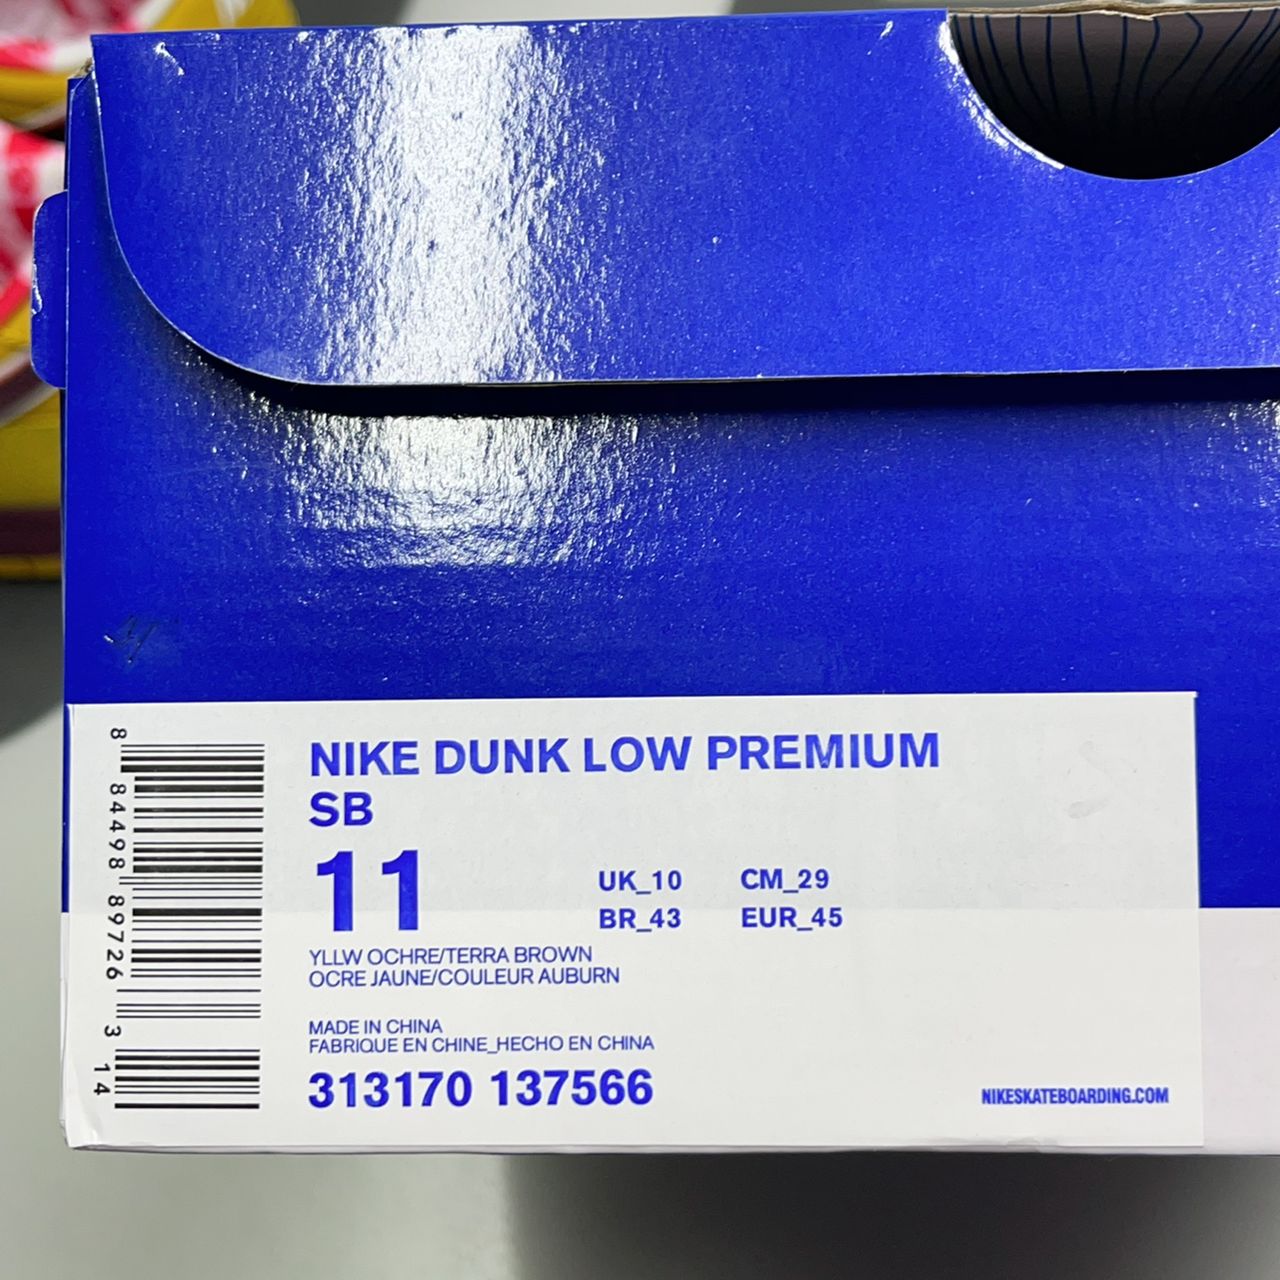 NIKE DUNK LOW PREMIUM
SB
11
UK_10 CM_29
BR_43 EUR_45
YLLW OCHRE/TERRA BROWN
OCRE JAUNE/COULEUR AUBURN
MADE IN CHINA
FABRIQUE EN CHINE_HECHO EN CHINA
313170 137566
NIKESKATEBOARDING.COM
8 84498 89726 3 14